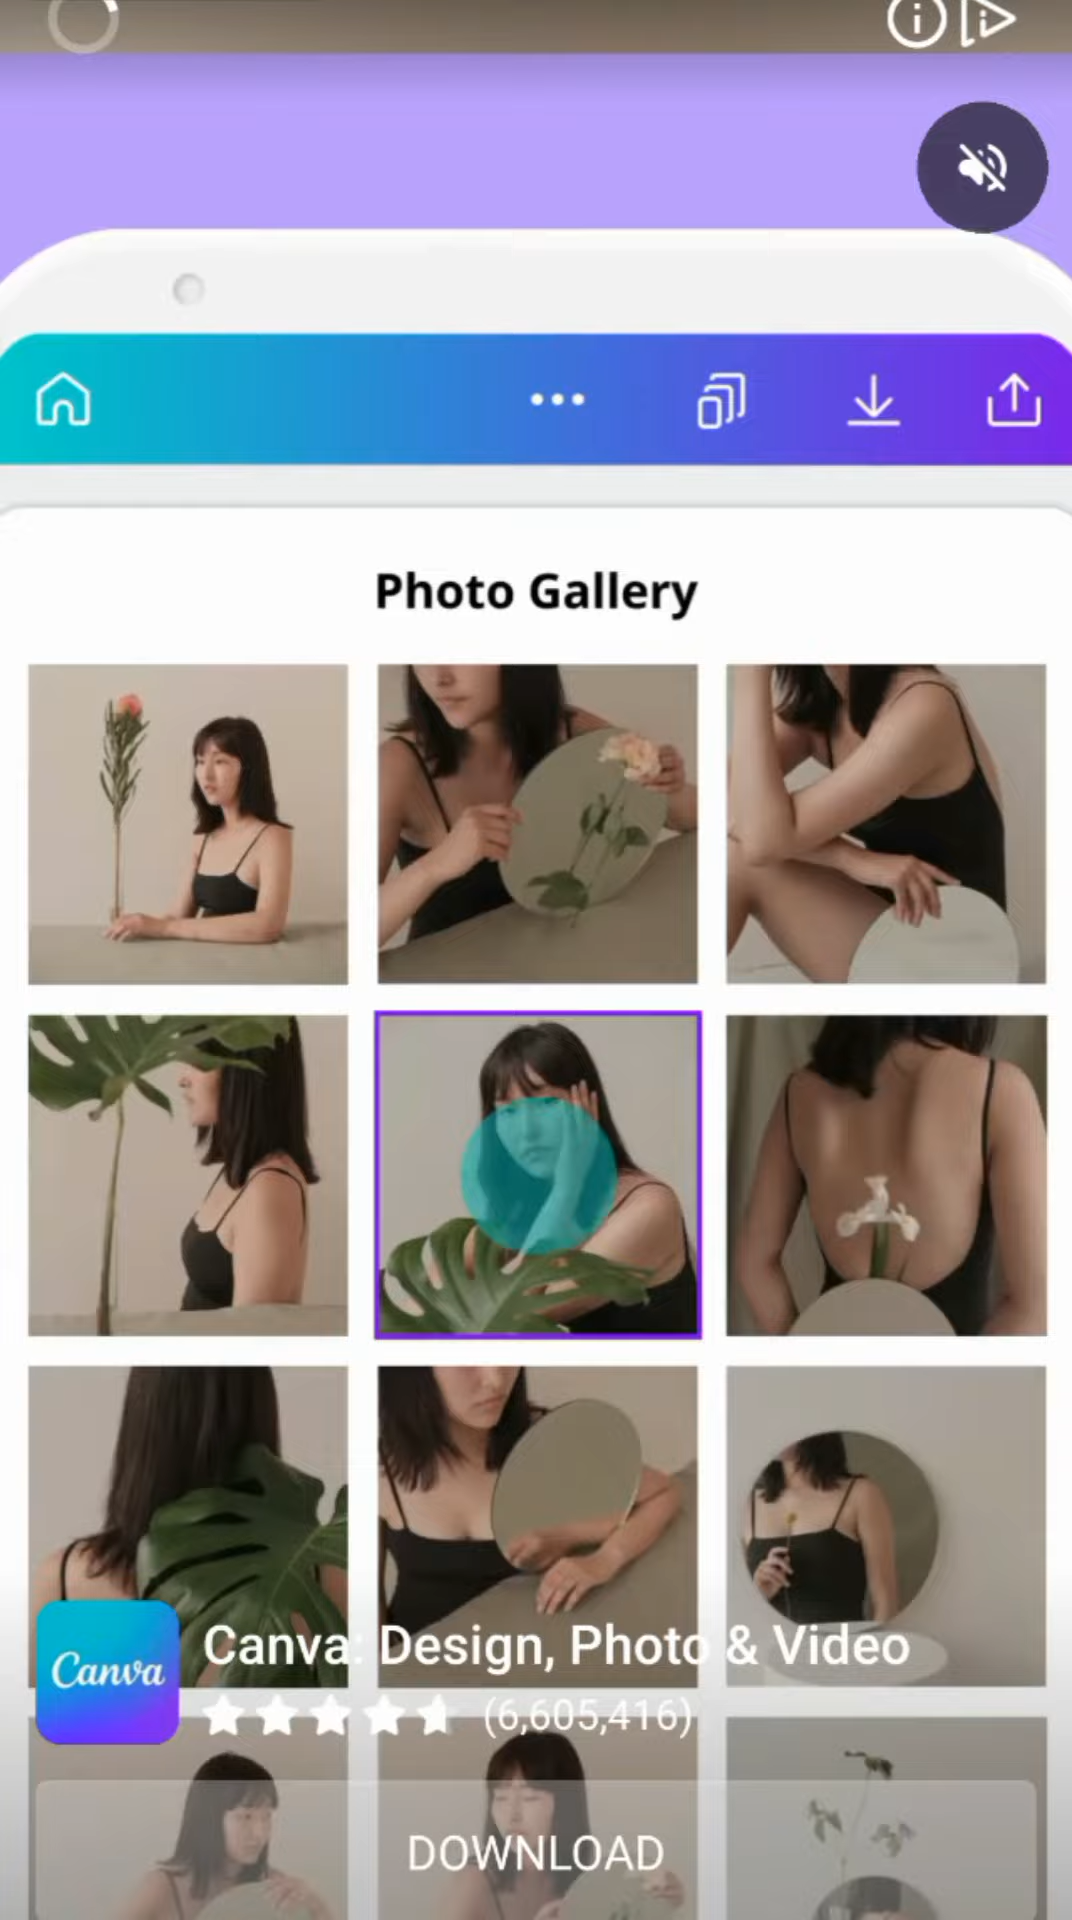 Photo Gallery
Canva
Canva: Design, Photo & Video
(6,605,416)
DOWNLOAD